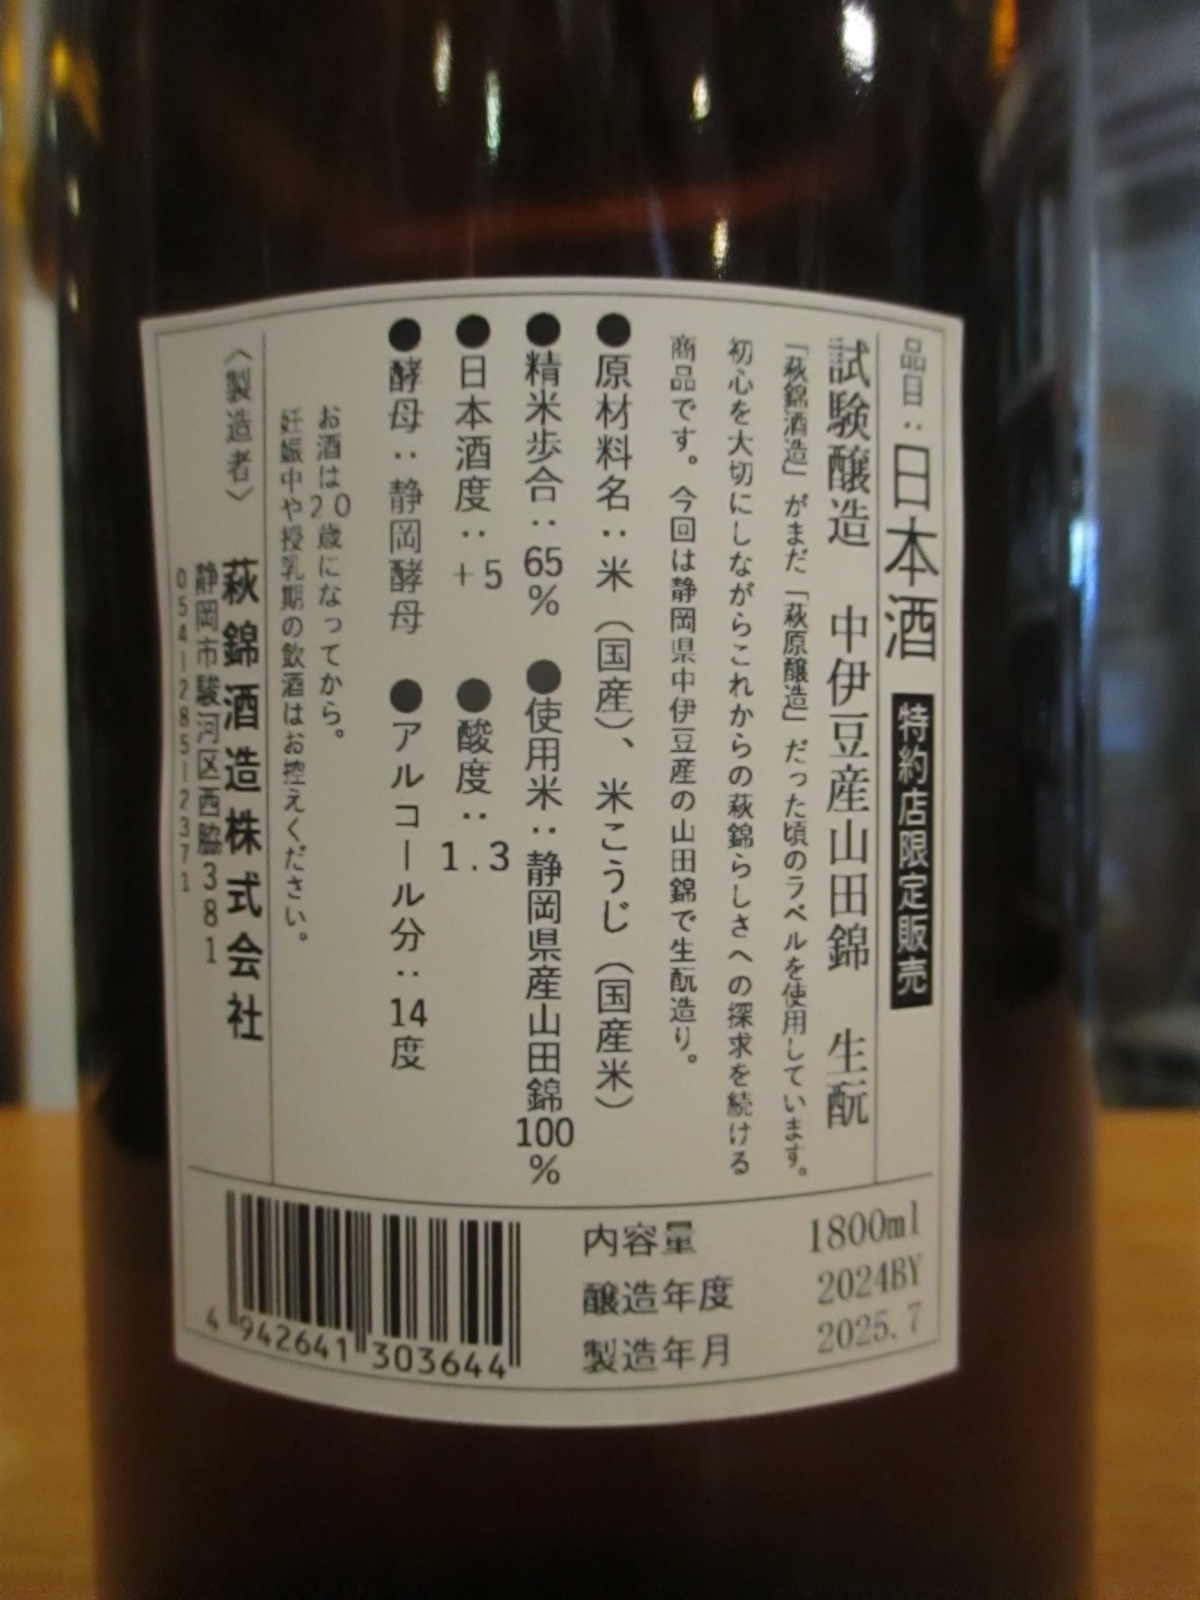 品目：日本酒 特約店限定販売
試験醸造 中伊豆産山田錦 生酛
「萩錦酒造」がまだ「萩原醸造」だった頃のラベルを使用しています。
初心を大切にしながらこれからの萩錦らしさへの探求を続ける
商品です。今回は静岡県中伊豆産の山田錦で生酛造り。
●原材料名：米（国産）、米こうじ（国産米）
●精米歩合：65% ●使用米：静岡県産山田錦100%
●日本酒度：+5 ●酸度：1.3
●酵母：静岡酵母 ●アルコール分：14度
お酒は20歳になってから。
妊娠中や授乳期の飲酒はお控えください。
〈製造者〉 萩錦酒造株式会社
静岡市駿河区西脇381
054-285-2371
内容量 1800ml
醸造年度 2024BY
製造年月 2025.7
4 942641 303644